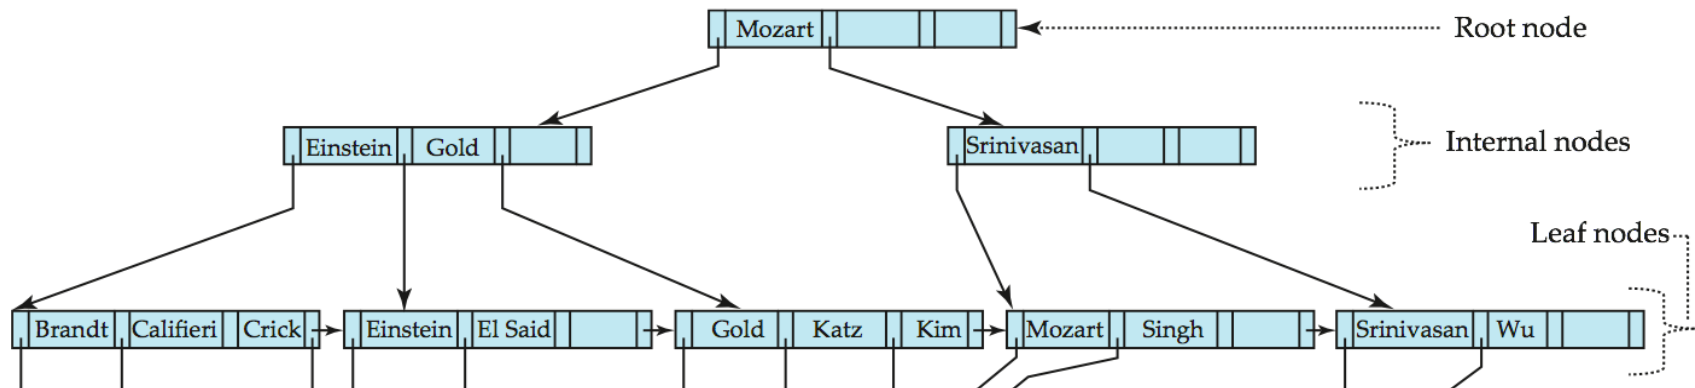 Mozart
Root node
Einstein Gold
Srinivasan
Internal nodes
Leaf nodes
Brandt Califieri Crick
Einstein El Said
Gold Katz Kim
Mozart Singh
Srinivasan Wu